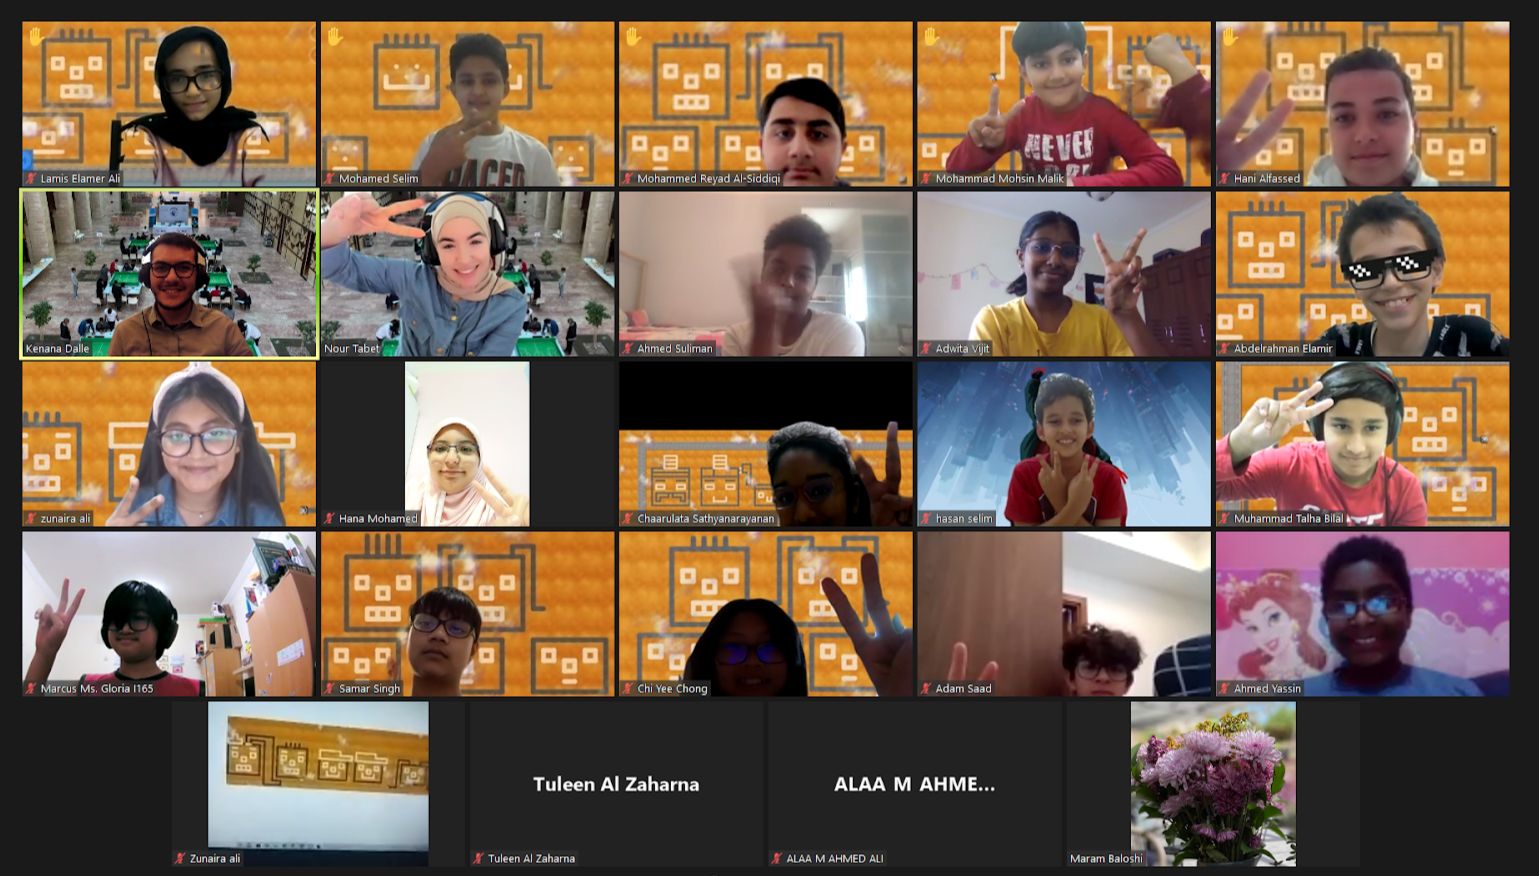 Lamis Elamer Ali
Mohamed Selim
Mohammed Reyad Al-Siddiqi
Mohammad Mohsin Malik
Hani Alfassed
NEVER
Kenana Dalle
Nour Tabet
Ahmed Suliman
Adwita Vijit
Abdelrahman Elamir
zunaira ali
Hana Mohamed
Chaarulata Sathyanarayanan
hasan selim
Muhammad Talha Bilal
Marcus Ms. Gloria I165
Samar Singh
Chi Yee Chong
Adam Saad
Ahmed Yassin
Tuleen Al Zaharna
ALAA M AHME...
Zunaira ali
Tuleen Al Zaharna
ALAA M AHMED ALI
Maram Baloshi